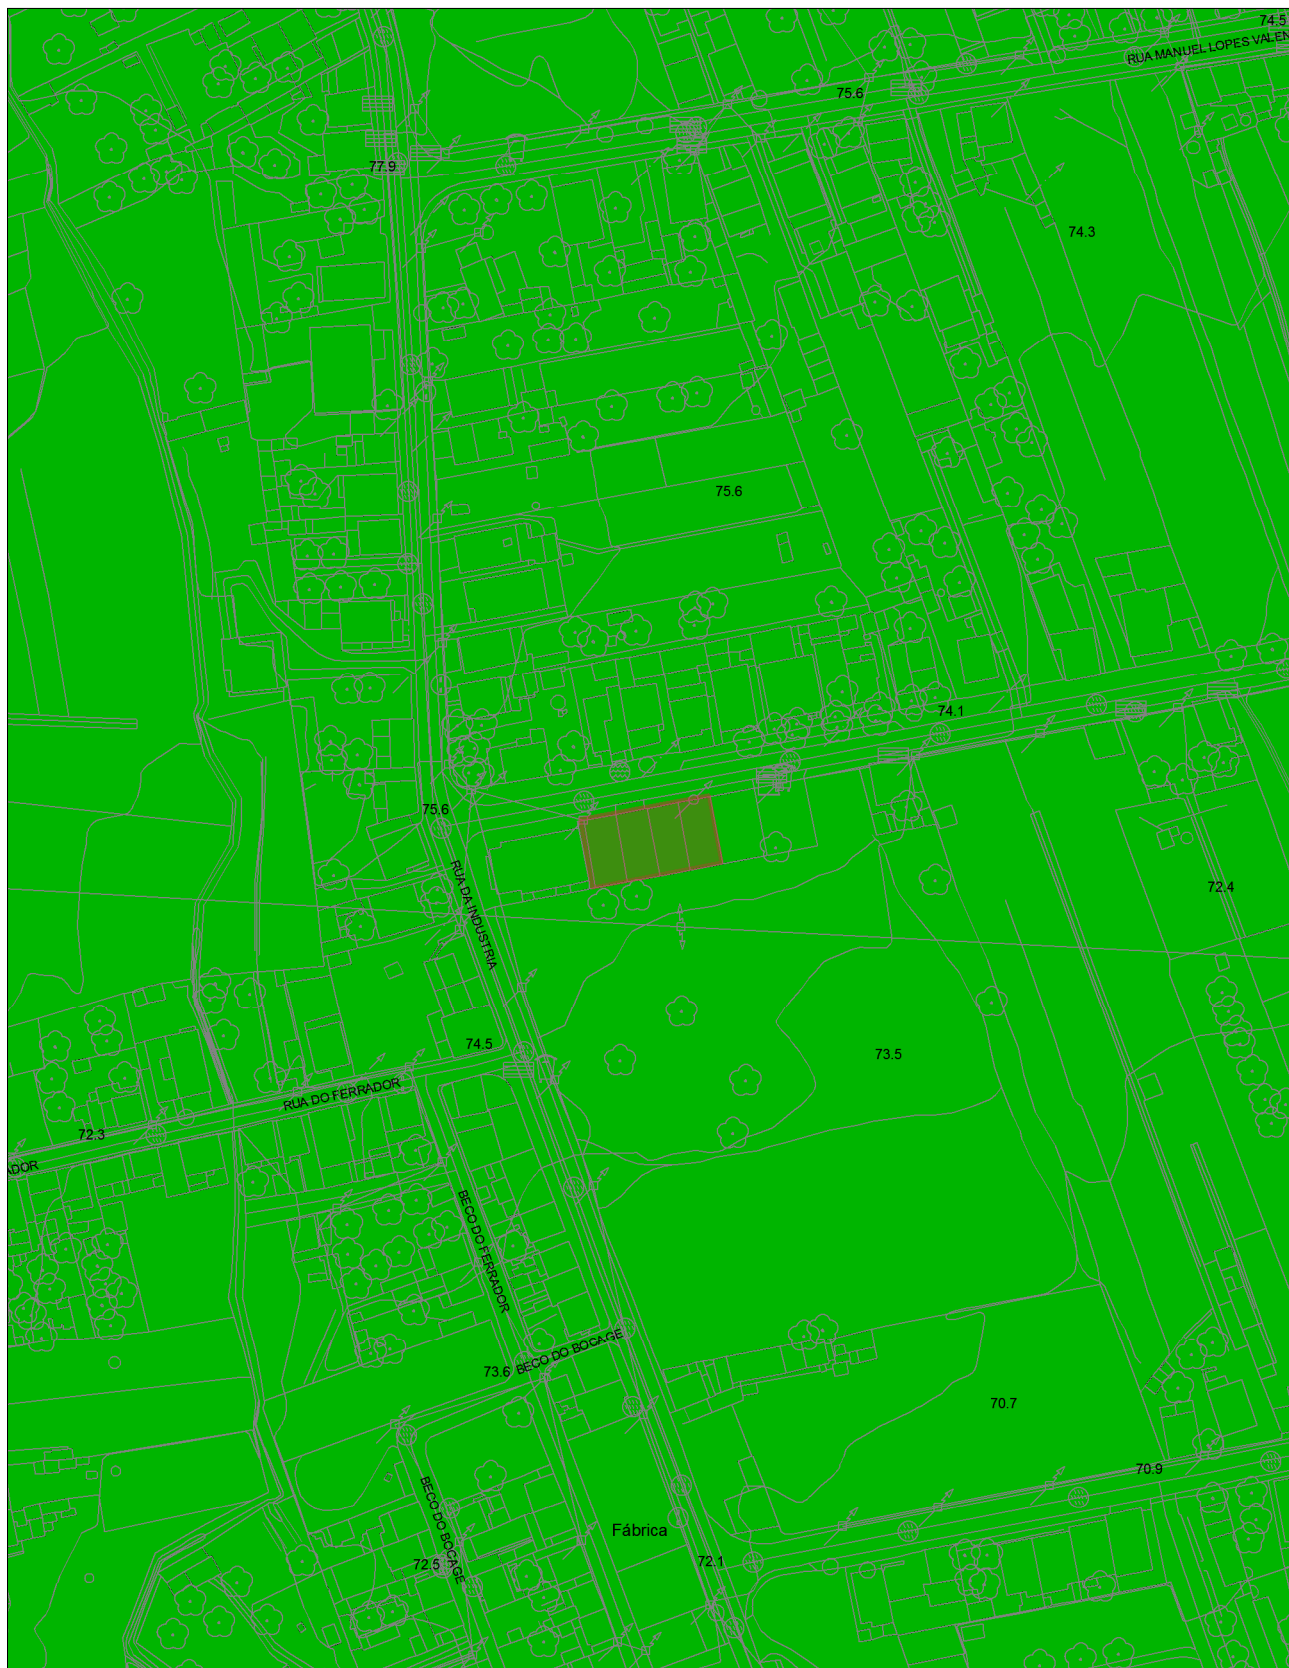 74.5
RUA MANUEL LOPES VALEN
75.6
77.9
74.3
75.6
74.1
75.6
RUA DA INDUSTRIA
72.4
74.5
73.5
RUA DO FERRADOR
72.3
ADOR
BECO DO FERRADOR
BECO DO BOCAGE
73.6
70.7
70.9
BECO DO BOCAGE
Fábrica
72.5
72.1